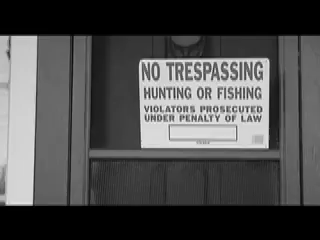 NO TRESPASSING
HUNTING OR FISHING
VIOLATORS PROSECUTED
UNDER PENALTY OF LAW